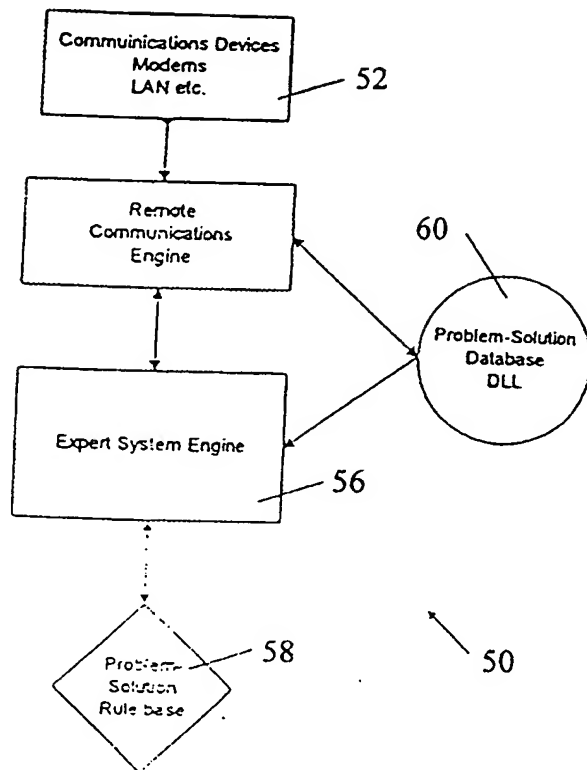 Commuinications Devices
Modems
LAN etc.
52
Remote
Communications
Engine
60
Problem-Solution
Database
DLL
Expert System Engine
56
58
Problem-
Solution
Rule base
50